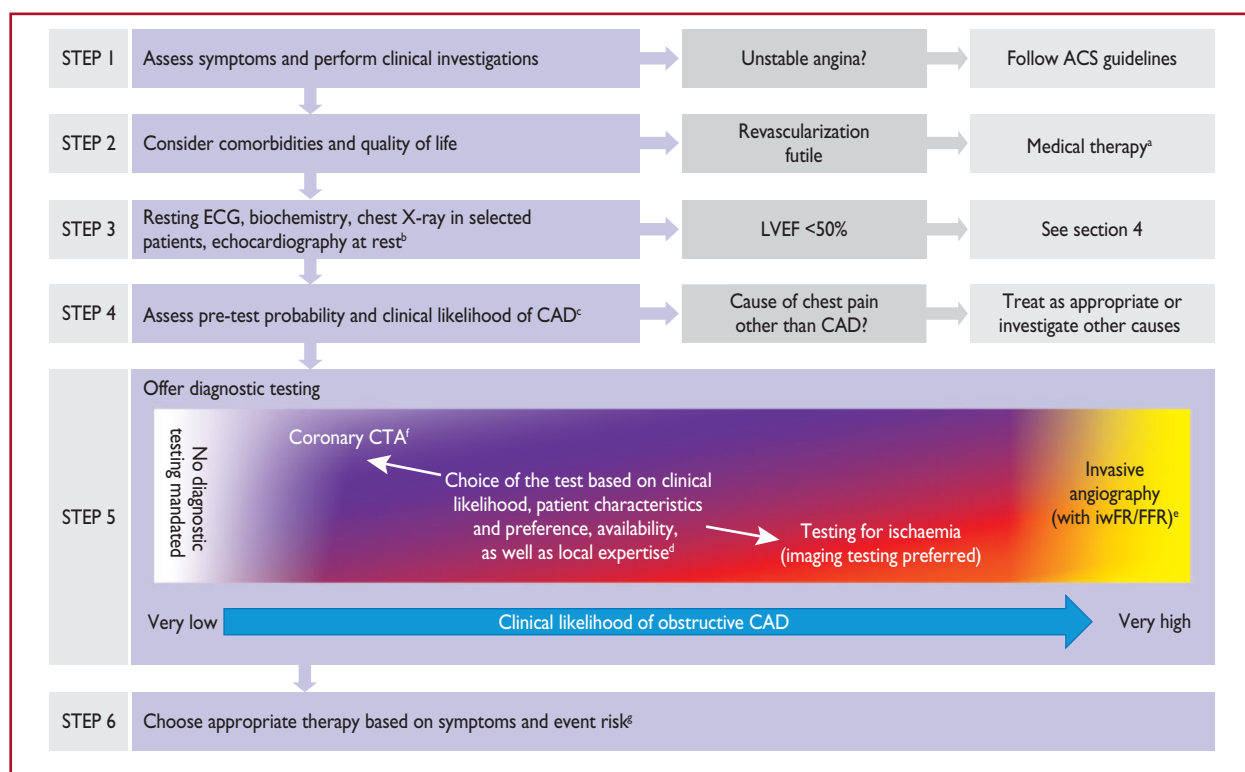 STEP 1
Assess symptoms and perform clinical investigations
Unstable angina?
Follow ACS guidelines
STEP 2
Consider comorbidities and quality of life
Revascularization
futile
Medical therapyᵃ
STEP 3
Resting ECG, biochemistry, chest X-ray in selected
patients, echocardiography at restᵇ
LVEF <50%
See section 4
STEP 4
Assess pre-test probability and clinical likelihood of CADᶜ
Cause of chest pain
other than CAD?
Treat as appropriate or
investigate other causes
STEP 5
Offer diagnostic testing
No diagnostic
testing mandated
Coronary CTAᶠ
Choice of the test based on clinical
likelihood, patient characteristics
and preference, availability,
as well as local expertiseᵈ
Testing for ischaemia
(imaging testing preferred)
Invasive
angiography
(with iwFR/FFR)ᵉ
Very low
Clinical likelihood of obstructive CAD
Very high
STEP 6
Choose appropriate therapy based on symptoms and event riskᵍ